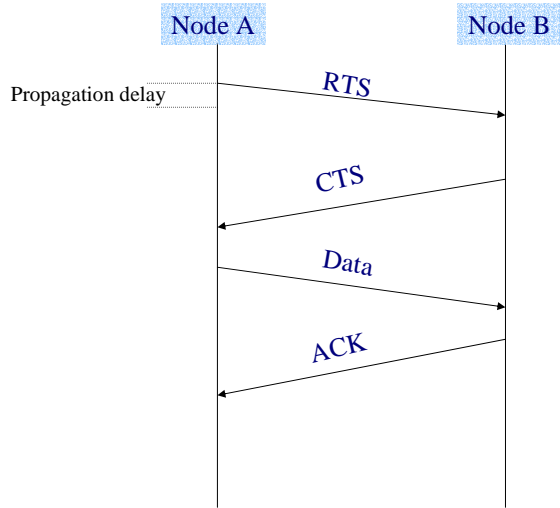 Node A
Node B
RTS
Propagation delay
CTS
Data
ACK